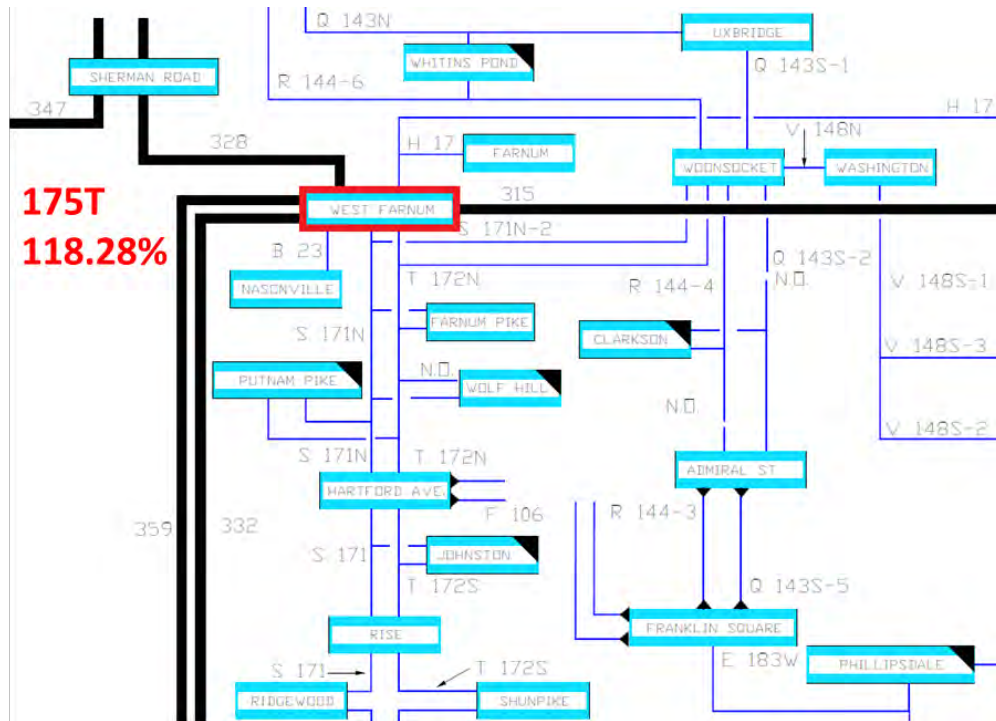 Q 143N
UXBRIDGE
WHITINS POND
SHERMAN ROAD
R 144-6
Q 143S-1
347
H 17
328
V 148N
H 17
FARNUM
WOONSOCKET
WASHINGTON
175T
315
WEST FARNUM
118.28%
S 171N-2
B 23
Q 143S-2
NASONVILLE
T 172N
R 144-4
N.O.
V 148S-1
FARNUM PIKE
S 171N
CLARKSON
V 148S-3
N.O.
PUTNAM PIKE
WOLF HILL
N.O.
V 148S-2
S 171N
T 172N
ADMIRAL ST
HARTFORD AVE.
F 106
R 144-3
359
332
S 171
JOHNSTON
T 172S
Q 143S-5
RISE
FRANKLIN SQUARE
E 183W
PHILLIPSDALE
S 171
T 172S
RIDGEWOOD
SHUNPIKE